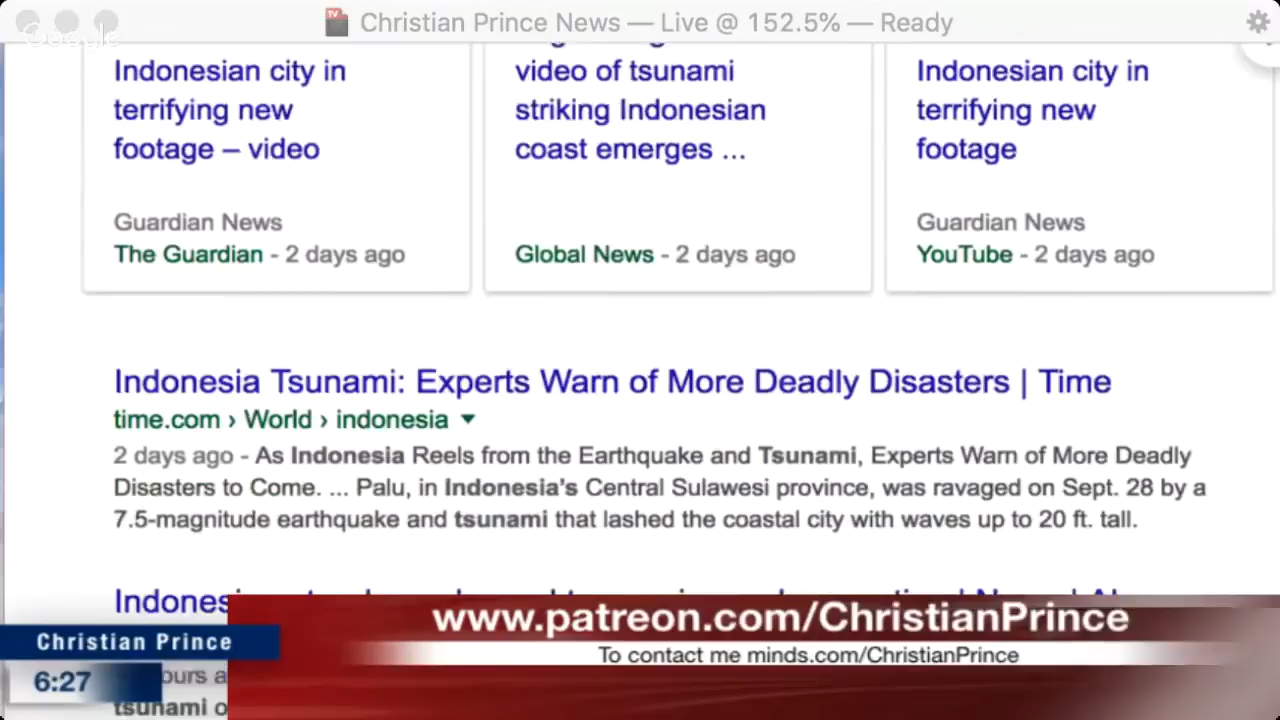 Christian Prince News — Live @ 152.5% — Ready
Google
Indonesian city in
terrifying new
footage – video
Guardian News
The Guardian - 2 days ago
video of tsunami
striking Indonesian
coast emerges ...
Global News - 2 days ago
Indonesian city in
terrifying new
footage
Guardian News
YouTube - 2 days ago
Indonesia Tsunami: Experts Warn of More Deadly Disasters | Time
time.com › World › indonesia
2 days ago - As Indonesia Reels from the Earthquake and Tsunami, Experts Warn of More Deadly
Disasters to Come. ... Palu, in Indonesia's Central Sulawesi province, was ravaged on Sept. 28 by a
7.5-magnitude earthquake and tsunami that lashed the coastal city with waves up to 20 ft. tall.
www.patreon.com/ChristianPrince
To contact me minds.com/ChristianPrince
Christian Prince
6:27
tsunami